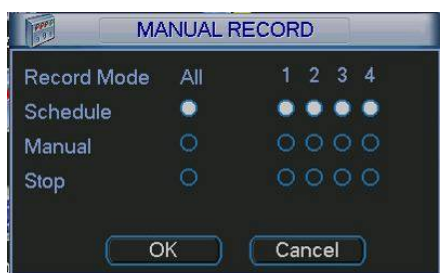 MANUAL RECORD
Record Mode All 1 2 3 4
Schedule
Manual
Stop
OK Cancel